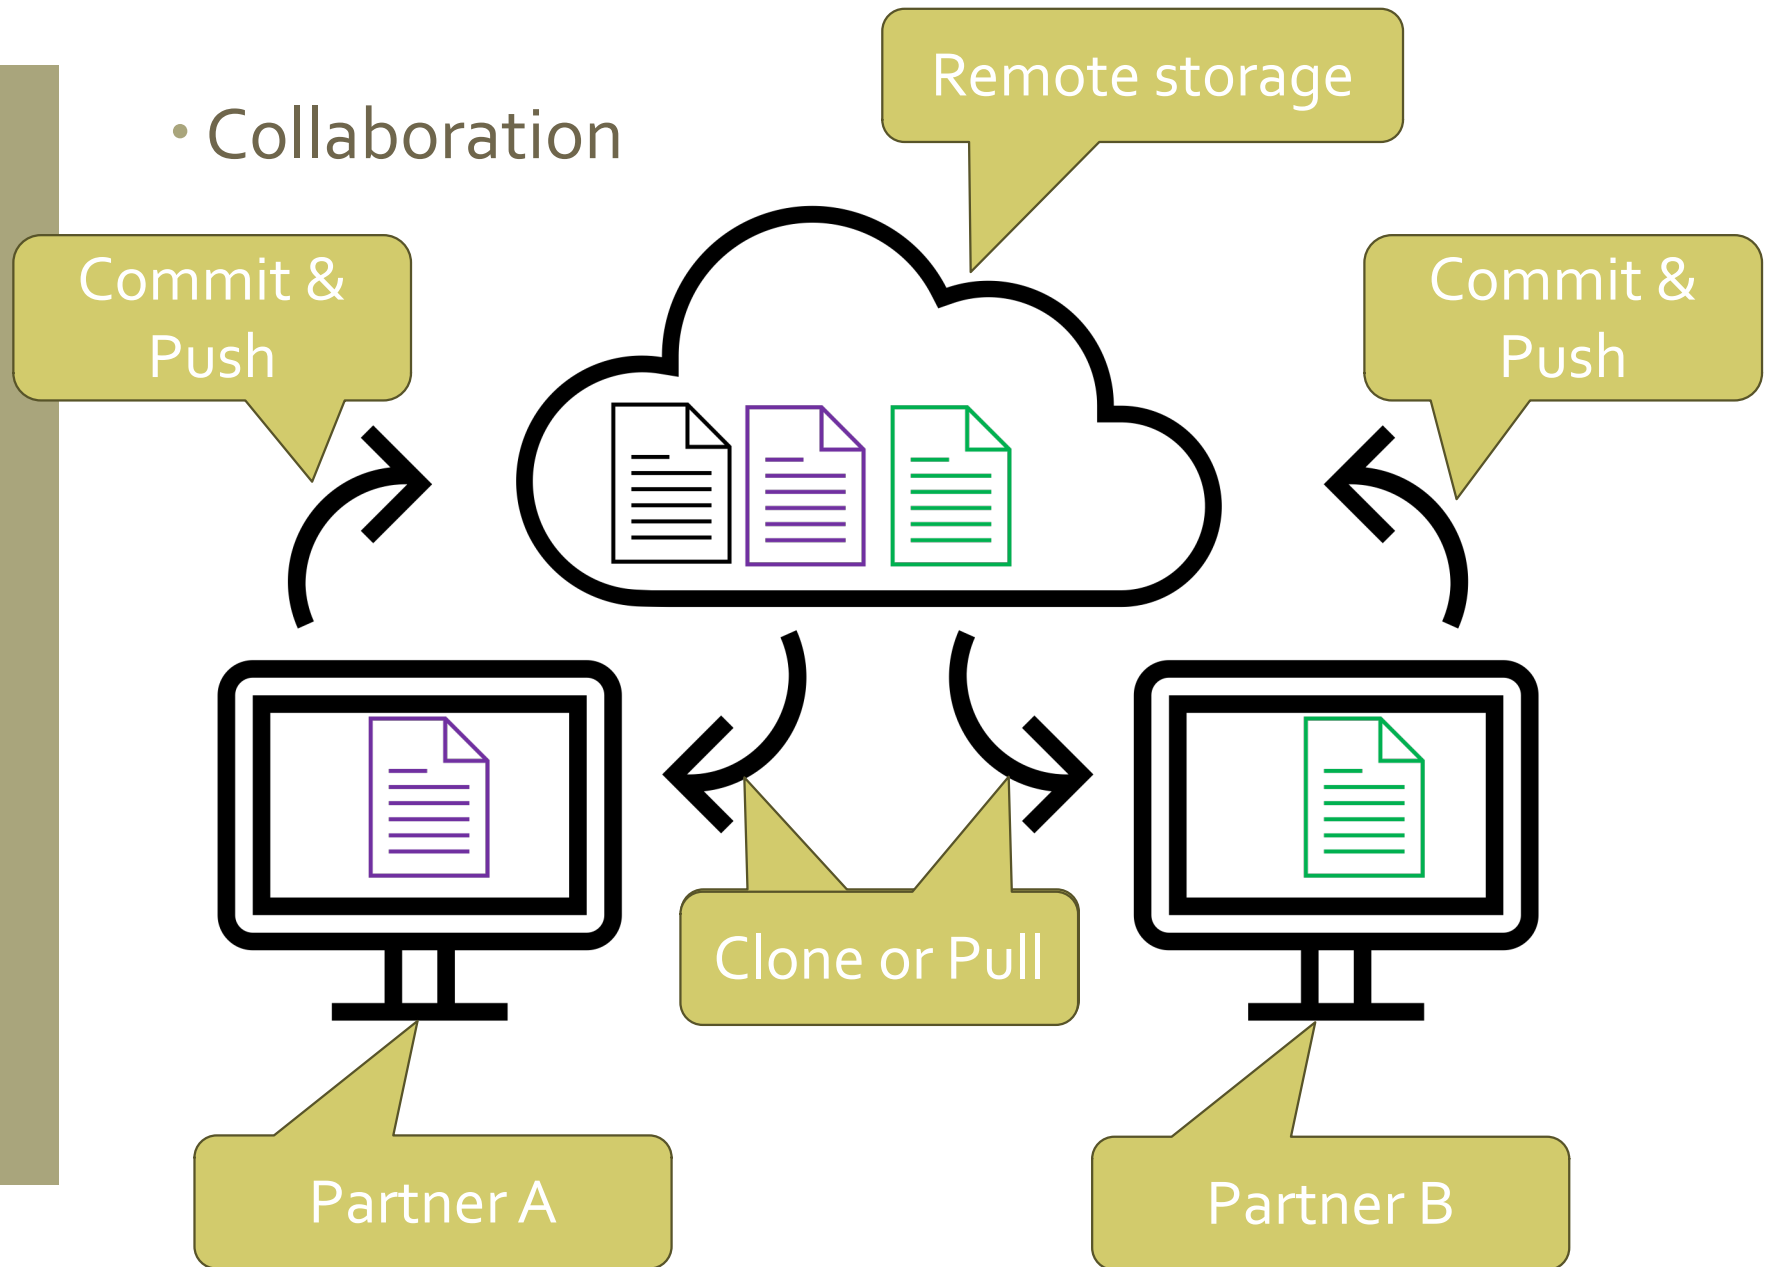 Remote storage
• Collaboration
Commit &
Push
Commit &
Push
Clone or Pull
Partner A
Partner B